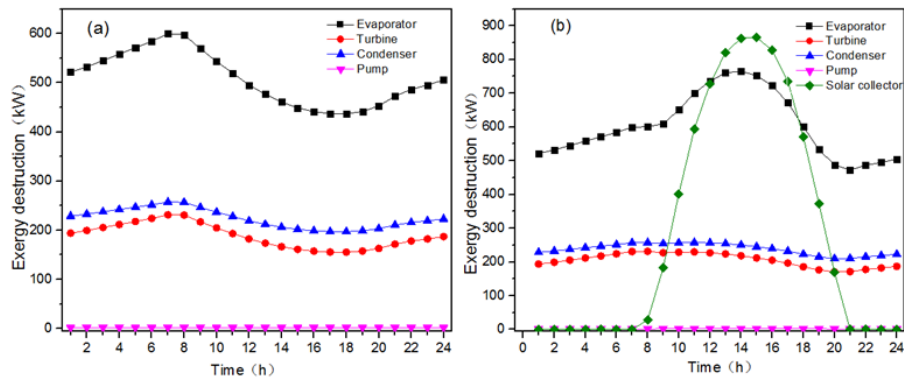 (a)
Evaporator
Turbine
Condenser
Pump
Exergy destruction（kW）
600
500
400
300
200
100
0
2 4 6 8 10 12 14 16 18 20 22 24
Time（h）
(b)
Evaporator
Turbine
Condenser
Pump
Solar collector
Exergy destruction（kW）
900
800
700
600
500
400
300
200
100
0
0 2 4 6 8 10 12 14 16 18 20 22 24
Time（h）